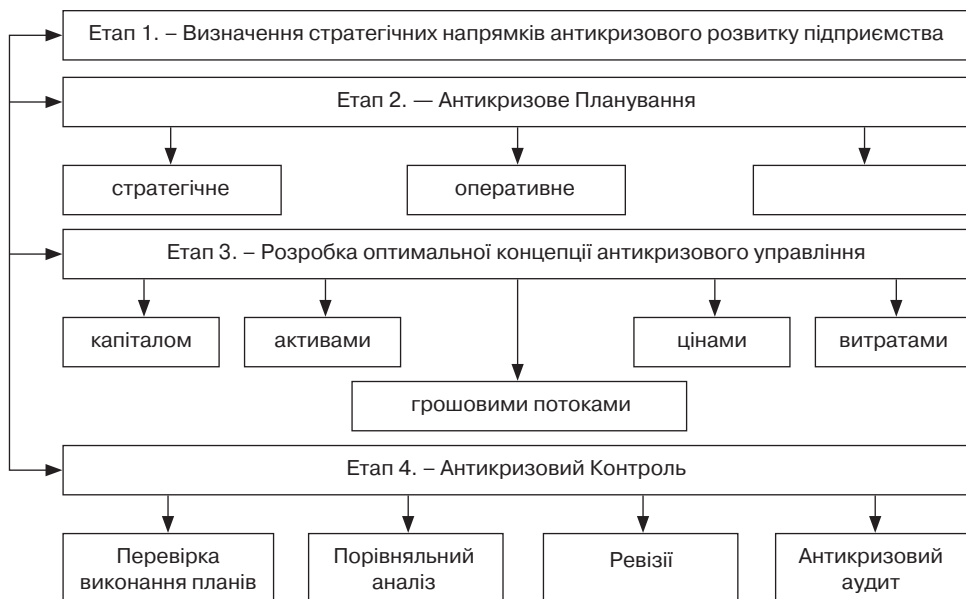 Етап 1. – Визначення стратегічних напрямків антикризового розвитку підприємства
Етап 2. — Антикризове Планування
стратегічне
оперативне
Етап 3. – Розробка оптимальної концепції антикризового управління
капіталом
активами
цінами
витратами
грошовими потоками
Етап 4. – Антикризовий Контроль
Перевірка
виконання планів
Порівняльний
аналіз
Ревізії
Антикризовий
аудит